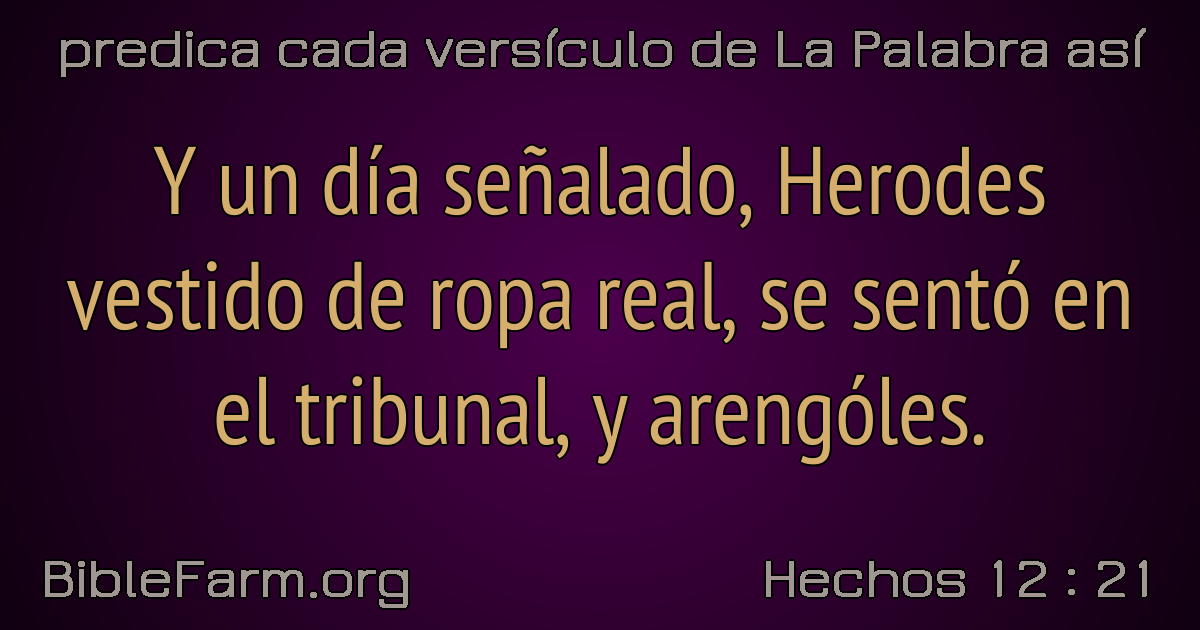 predica cada versículo de La Palabra así
Y un día señalado, Herodes
vestido de ropa real, se sentó en
el tribunal, y arengóles.
BibleFarm.org
Hechos 12 : 21